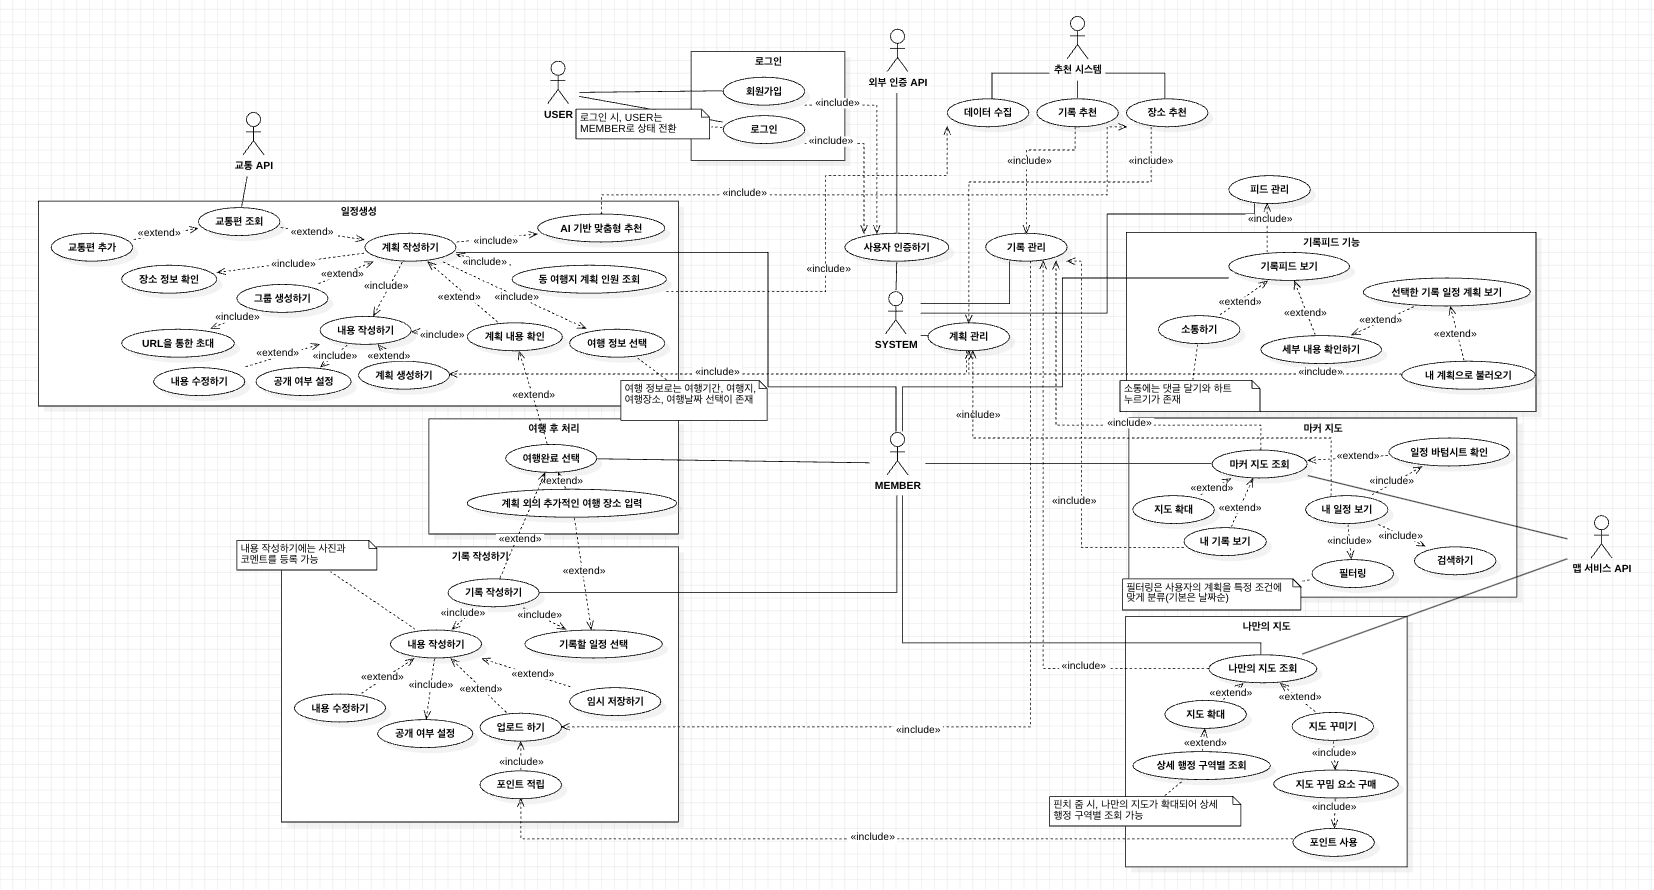 추천 시스템
로그인
외부 인증 API
회원가입
«include»
데이터 수집
기록 추천
장소 추천
USER
로그인 시, USER는
MEMBER로 상태 전환
로그인
«include»
교통 API
«include»
«include»
피드 관리
«include»
일정생성
«include»
교통편 조회
AI 기반 맞춤형 추천
«extend»
«extend»
교통편 추가
계획 작성하기
«include»
사용자 인증하기
기록 관리
기록피드 기능
장소 정보 확인
«include»
«extend»
«include»
동 여행지 계획 인원 조회
«include»
기록피드 보기
그룹 생성하기
«include»
«extend»
«include»
선택한 기록 일정 계획 보기
«extend»
«include»
내용 작성하기
«include»
계획 내용 확인
여행 정보 선택
SYSTEM
계획 관리
소통하기
«extend»
«extend»
URL을 통한 초대
«extend»
«include»
«extend»
세부 내용 확인하기
«extend»
내용 수정하기
공개 여부 설정
계획 생성하기
«include»
내 계획으로 불러오기
여행 정보로는 여행기간, 여행지,
여행장소, 여행날짜 선택이 존재
소통에는 댓글 달기와 하트
누르기가 존재
«extend»
«include»
«include»
여행 후 처리
마커 지도
여행완료 선택
«extend»
계획 외의 추가적인 여행 장소 입력
MEMBER
마커 지도 조회
«extend»
일정 바텀시트 확인
«extend»
«include»
지도 확대
«extend»
내 일정 보기
«include»
내 기록 보기
«include»
«include»
검색하기
필터링
맵 서비스 API
필터링은 사용자의 계획을 특정 조건에
맞게 분류(기본은 날짜순)
내용 작성하기에는 사진과
코멘트를 등록 가능
«extend»
기록 작성하기
«extend»
기록 작성하기
«include»
«include»
내용 작성하기
기록할 일정 선택
나만의 지도
나만의 지도 조회
«include»
«extend»
«include»
«extend»
임시 저장하기
내용 수정하기
공개 여부 설정
업로드 하기
«include»
«extend»
«extend»
지도 확대
지도 꾸미기
«extend»
«include»
«extend»
«include»
포인트 적립
상세 행정 구역별 조회
지도 꾸밈 요소 구매
핀치 줌 시, 나만의 지도가 확대되어 상세
행정 구역별 조회 가능
«include»
«include»
포인트 사용